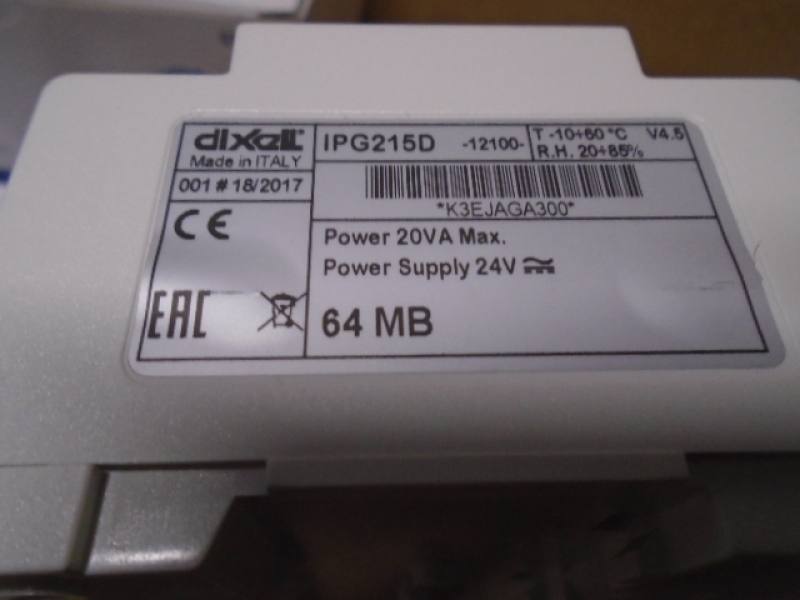 dixell
Made in ITALY
001 # 18/2017
IPG215D -12100-
T -10÷60 °C V4.5
R.H. 20÷85%
*K3EJAGA300*
Power 20VA Max.
Power Supply 24V
CE
EAC
64 MB